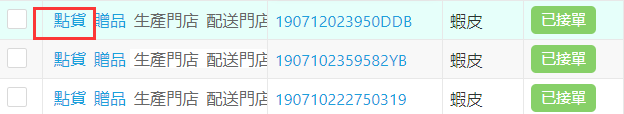 點貨 贈品 生產門店 配送門店 190712023950DDB 蝦皮 已接單
點貨 贈品 生產門店 配送門店 190710235958​2YB 蝦皮 已接單
點貨 贈品 生產門店 配送門店 190710222750319 蝦皮 已接單